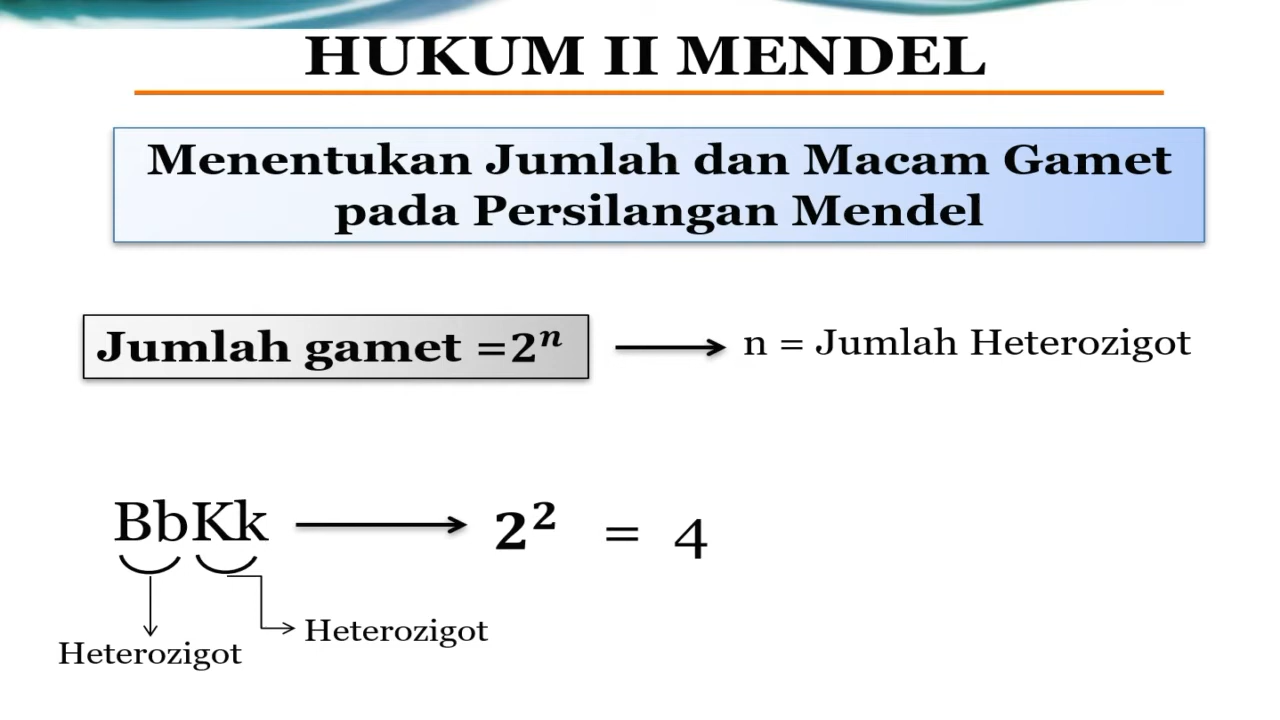 HUKUM II MENDEL
Menentukan Jumlah dan Macam Gamet
pada Persilangan Mendel
Jumlah gamet =2ⁿ
n = Jumlah Heterozigot
BbKk
2² = 4
Heterozigot
Heterozigot